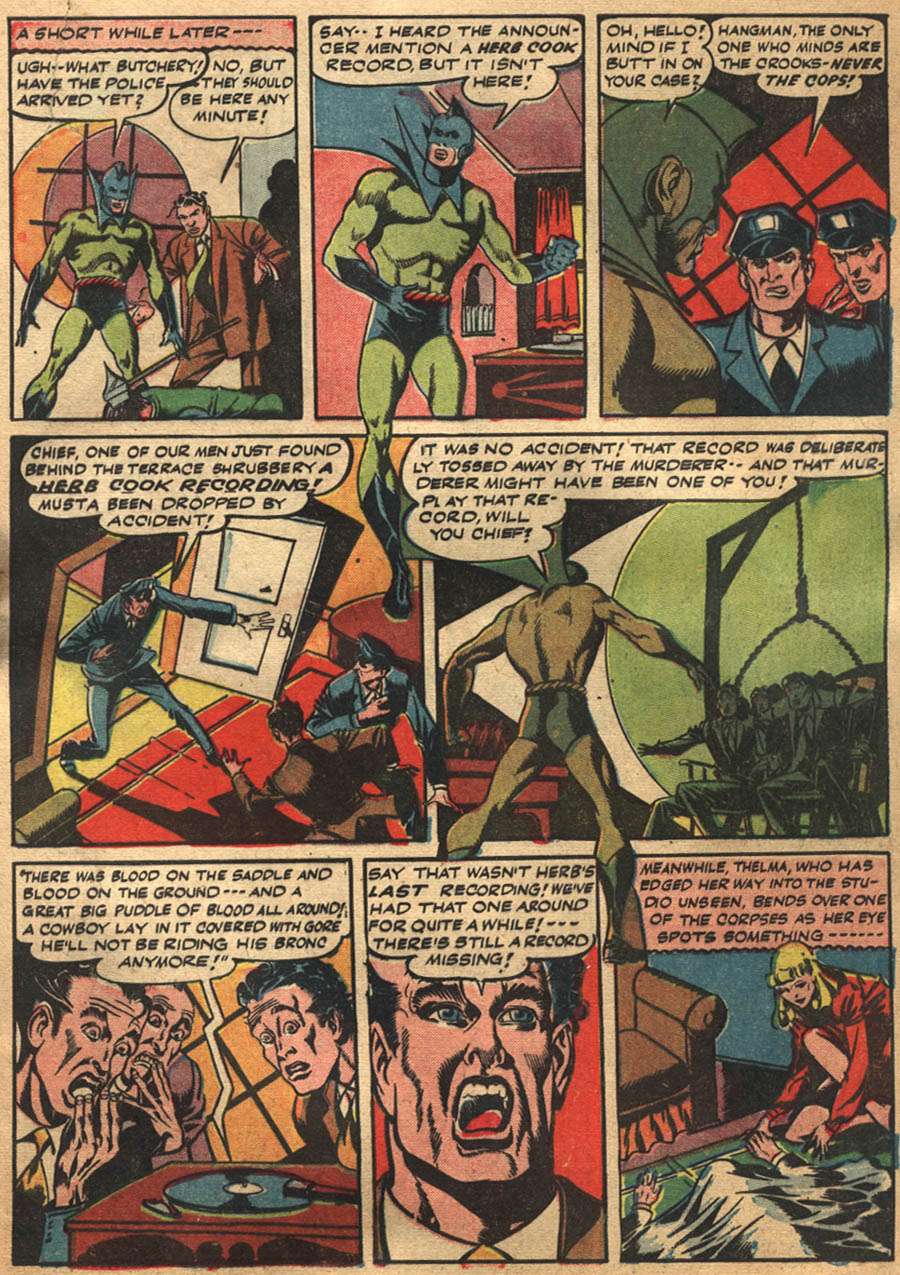 A SHORT WHILE LATER---
UGH--WHAT BUTCHERY!
HAVE THE POLICE
ARRIVED YET?
NO, BUT
THEY SHOULD
BE HERE ANY
MINUTE!
SAY-- I HEARD THE ANNOUN-
CER MENTION A HERB COOK
RECORD, BUT IT ISN'T
HERE!
OH, HELLO!
MIND IF I
BUTT IN ON
YOUR CASE?
HANGMAN, THE ONLY
ONE WHO MINDS ARE
THE CROOKS-NEVER
THE COPS!
CHIEF, ONE OF OUR MEN JUST FOUND
BEHIND THE TERRACE SHRUBBERY A
HERB COOK RECORDING!
MUSTA BEEN DROPPED BY
ACCIDENT!
IT WAS NO ACCIDENT! THAT RECORD WAS DELIBERATE
LY TOSSED AWAY BY THE MURDERER-- AND THAT MUR-
DERER MIGHT HAVE BEEN ONE OF YOU!
PLAY THAT RE-
CORD, WILL
YOU CHIEF?
"THERE WAS BLOOD ON THE SADDLE AND
BLOOD ON THE GROUND---AND A
GREAT BIG PUDDLE OF BLOOD ALL AROUND!
A COWBOY LAY IN IT COVERED WITH GORE
HE'LL NOT BE RIDING HIS BRONC
ANYMORE!"
SAY THAT WASN'T HERB'S
LAST RECORDING! WE'VE
HAD THAT ONE AROUND
FOR QUITE A WHILE!---
THERE'S STILL A RECORD
MISSING!
MEANWHILE, THELMA, WHO HAS
EDGED HER WAY INTO THE STU-
DIO UNSEEN, BENDS OVER ONE
OF THE CORPSES AS HER EYE
SPOTS SOMETHING------